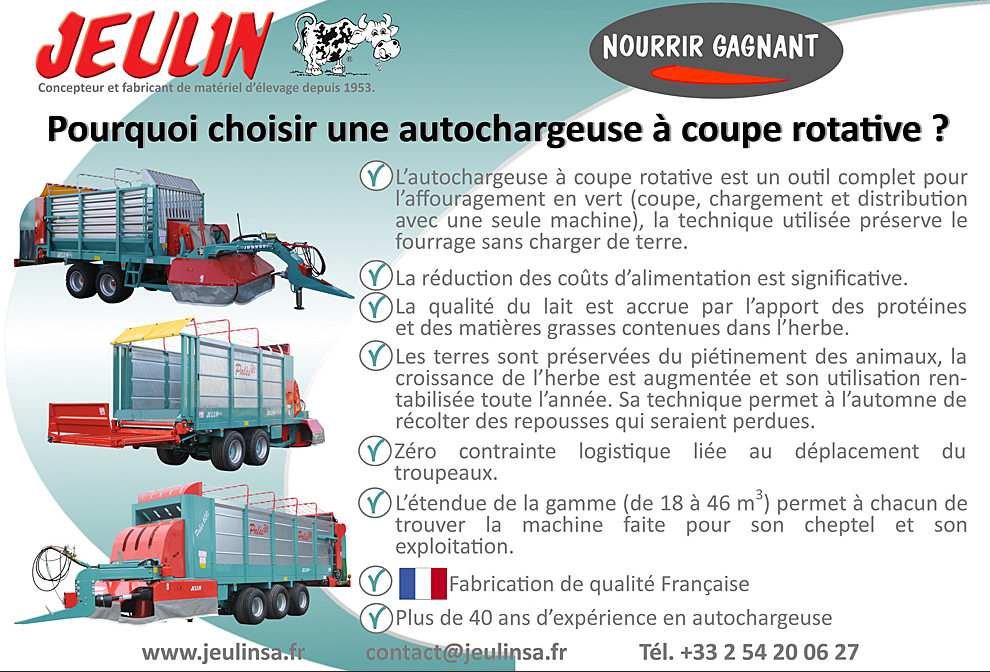 JEULIN
Concepteur et fabricant de matériel d'élevage depuis 1953.
NOURRIR GAGNANT
Pourquoi choisir une autochargeuse à coupe rotative ?
L'autochargeuse à coupe rotative est un outil complet pour
l'affouragement en vert (coupe, chargement et distribution
avec une seule machine), la technique utilisée préserve le
fourrage sans charger de terre.
La réduction des coûts d'alimentation est significative.
La qualité du lait est accrue par l'apport des protéines
et des matières grasses contenues dans l'herbe.
Les terres sont préservées du piétinement des animaux, la
croissance de l'herbe est augmentée et son utilisation ren-
tabilisée toute l'année. Sa technique permet à l'automne de
récolter des repousses qui seraient perdues.
Zéro contrainte logistique liée au déplacement du
troupeaux.
L'étendue de la gamme (de 18 à 46 m³) permet à chacun de
trouver la machine faite pour son cheptel et son
exploitation.
Fabrication de qualité Française
Plus de 40 ans d'expérience en autochargeuse
JEULIN
JEULIN
www.jeulinsa.fr contact@jeulinsa.fr Tél. +33 2 54 20 06 27